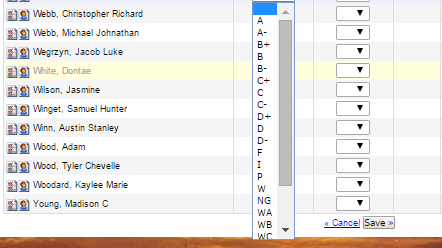 Webb, Christopher Richard
Webb, Michael Johnathan
Wegrzyn, Jacob Luke
White, Dontae
Wilson, Jasmine
Winget, Samuel Hunter
Winn, Austin Stanley
Wood, Adam
Wood, Tyler Chevelle
Woodard, Kaylee Marie
Young, Madison C
A
A-
B+
B
B-
C+
C
C-
D+
D
D-
F
I
P
W
NG
WA
WB
WC
« Cancel Save »